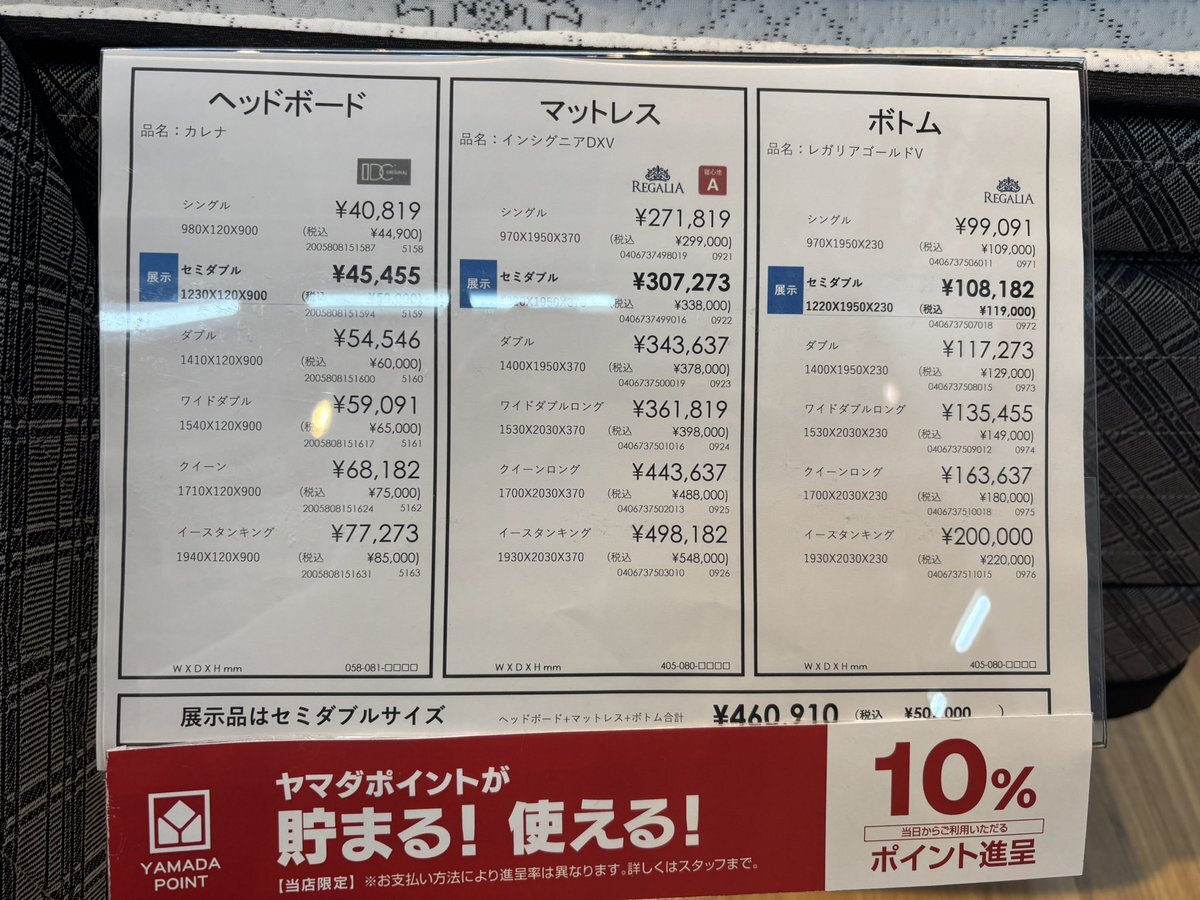 ヘッドボード
品名：カレナ
IDC ORIGINAL
シングル ¥40,819
980X120X900 (税込 ¥44,900)
2005808151587 5158
展示 セミダブル ¥45,455
1230X120X900
2005808151594 5159
ダブル ¥54,546
1410X120X900 (税込 ¥60,000)
2005808151600 5160
ワイドダブル ¥59,091
1540X120X900 (税込 ¥65,000)
2005808151617 5161
クイーン ¥68,182
1710X120X900 (税込 ¥75,000)
2005808151624 5162
イースタンキング ¥77,273
1940X120X900 (税込 ¥85,000)
2005808151631 5163
WXDXHmm 058-081-□□□□
マットレス
品名：インシグニアDXV
REGALIA 寝心地 A
シングル ¥271,819
970X1950X370 (税込 ¥299,000)
0406737498019 0921
展示 セミダブル ¥307,273
(税込 ¥338,000)
0406737499016 0922
ダブル ¥343,637
1400X1950X370 (税込 ¥378,000)
0406737500019 0923
ワイドダブルロング ¥361,819
1530X2030X370 (税込 ¥398,000)
0406737501016 0924
クイーンロング ¥443,637
1700X2030X370 (税込 ¥488,000)
0406737502013 0925
イースタンキング ¥498,182
1930X2030X370 (税込 ¥548,000)
0406737503010 0926
WXDXHmm 405-080-□□□□
ボトム
品名：レガリアゴールドV
REGALIA
シングル ¥99,091
970X1950X230 (税込 ¥109,000)
0406737506011 0971
展示 セミダブル ¥108,182
1220X1950X230 (税込 ¥119,000)
0406737507018 0972
ダブル ¥117,273
1400X1950X230 (税込 ¥129,000)
0406737508015 0973
ワイドダブルロング ¥135,455
1530X2030X230 (税込 ¥149,000)
0406737509012 0974
クイーンロング ¥163,637
1700X2030X230 (税込 ¥180,000)
0406737510018 0975
イースタンキング ¥200,000
1930X2030X230 (税込 ¥220,000)
0406737511015 0976
WXDXHmm 405-080-□□□□
展示品はセミダブルサイズ ヘッドボード+マットレス+ボトム合計 ¥460,910 (税込 )
YAMADA POINT
ヤマダポイントが
貯まる！使える！
【当店限定】※お支払い方法により進呈率は異なります。詳しくはスタッフまで。
10%
当日からご利用いただる
ポイント進呈